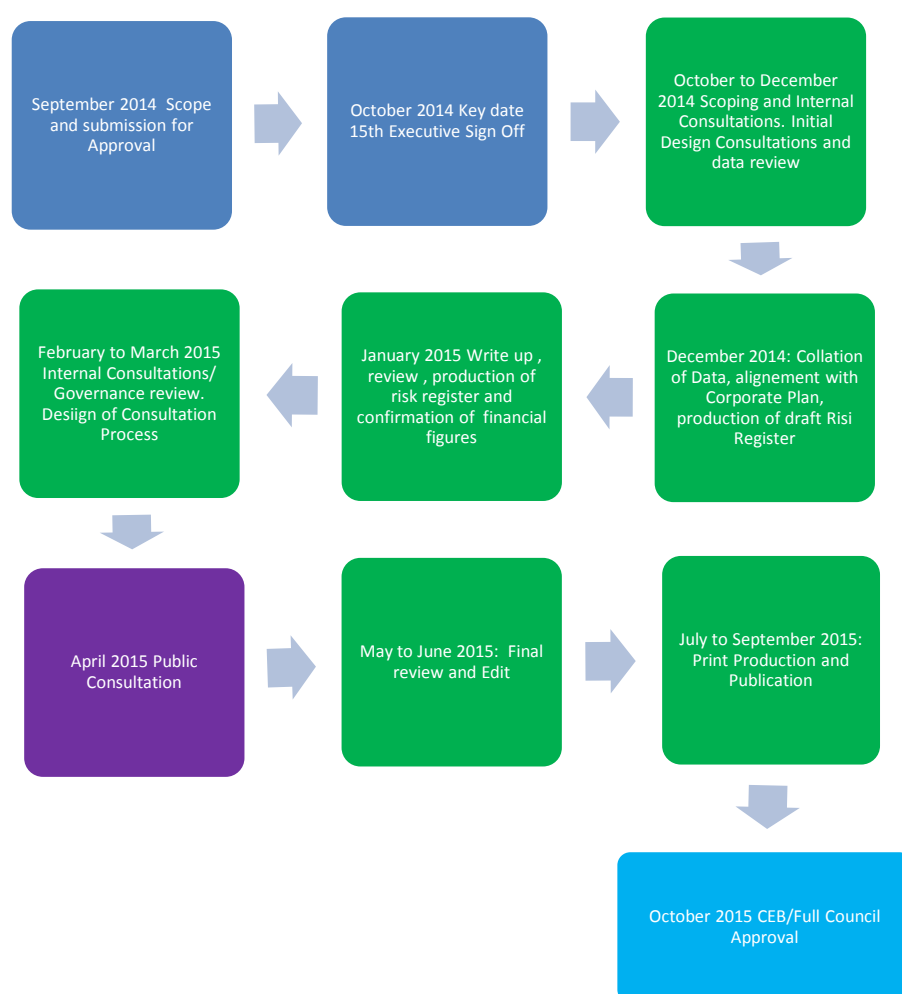 September 2014 Scope
and submission for
Approval
October 2014 Key date
15th Executive Sign Off
October to December
2014 Scoping and Internal
Consultations. Initial
Design Consultations and
data review
December 2014: Collation
of Data, alignement with
Corporate Plan,
production of draft Risi
Register
January 2015 Write up ,
review , production of
risk register and
confirmation of financial
figures
February to March 2015
Internal Consultations/
Governance review.
Desiign of Consultation
Process
April 2015 Public
Consultation
May to June 2015: Final
review and Edit
July to September 2015:
Print Production and
Publication
October 2015 CEB/Full Council
Approval